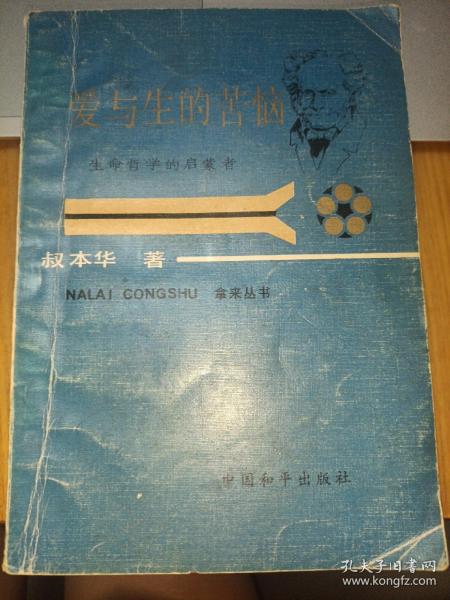 爱与生的苦恼
生命哲学的启蒙者
叔本华 著
NALAI CONGSHU 拿来丛书
中国和平出版社
孔夫子旧书网
www.kongfz.com